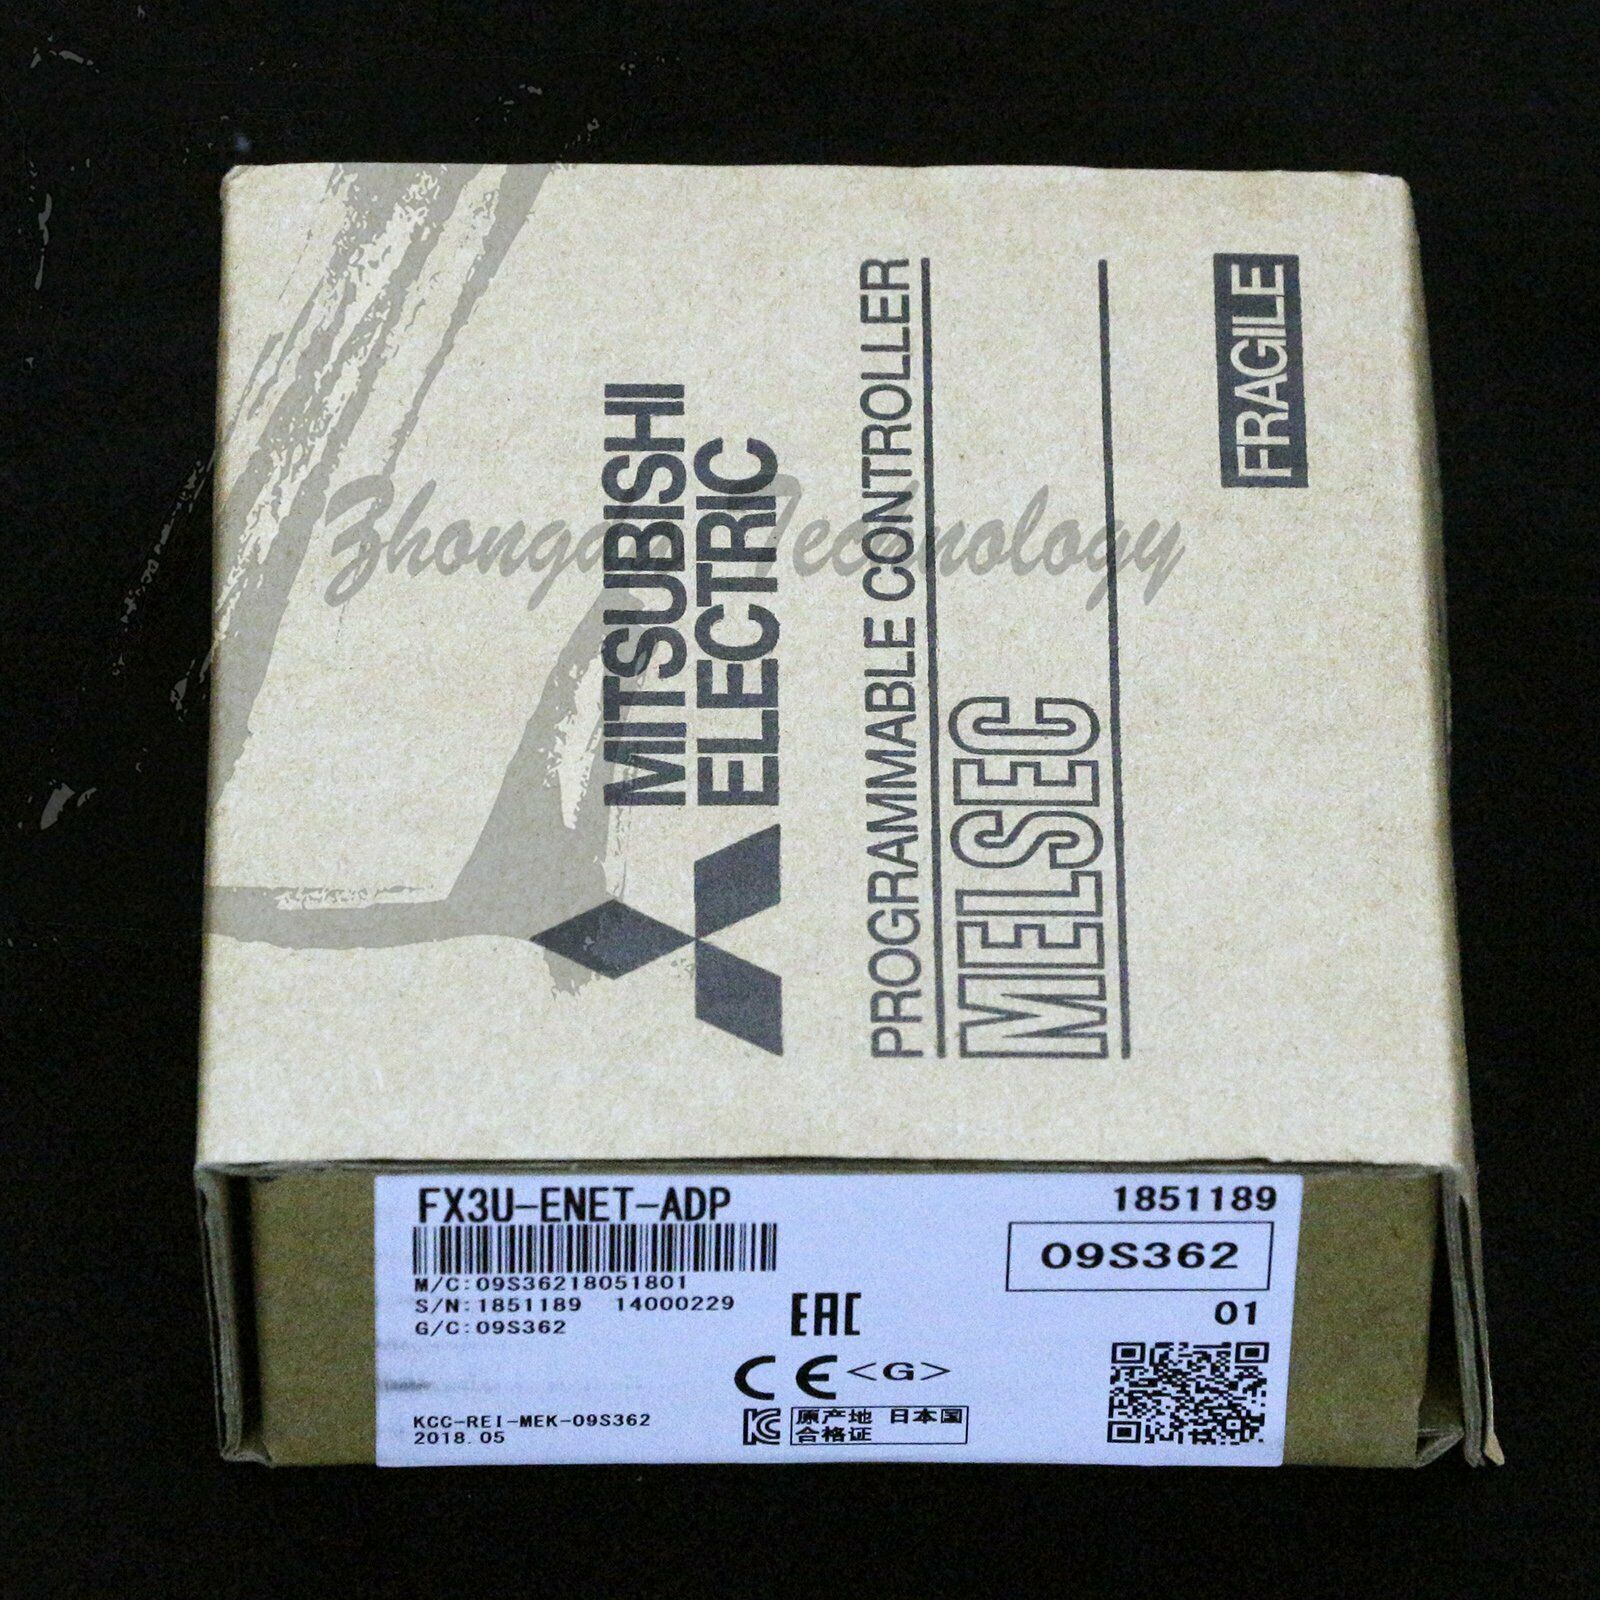 MITSUBISHI
ELECTRIC
PROGRAMMABLE CONTROLLER
MELSEC
FRAGILE
Technology
FX3U-ENET-ADP
1851189
M/C:09S36218051801
09S362
S/N:1851189 14000229
G/C:09S362
EAC
01
CE <G>
KCC-REI-MEK-09S362
2018.05
原产地 日本国
合格证